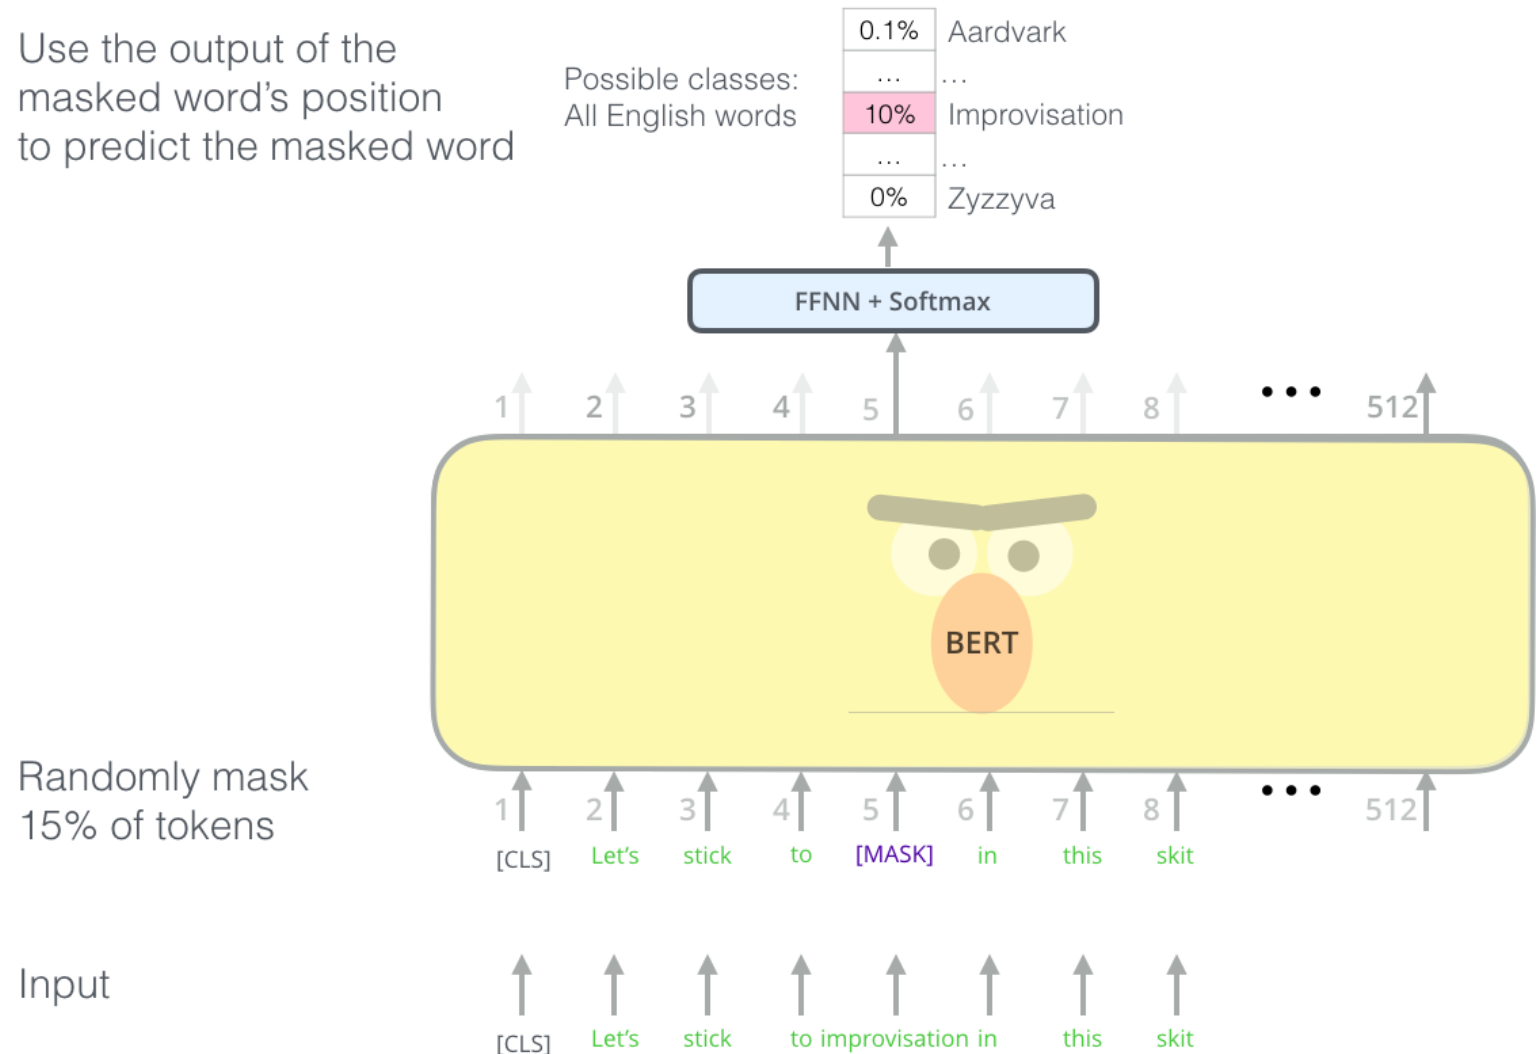 Use the output of the
masked word's position
to predict the masked word
Possible classes:
All English words
0.1% Aardvark
... ...
10% Improvisation
... ...
0% Zyzzyva
FFNN + Softmax
1 2 3 4 5 6 7 8 ••• 512
BERT
Randomly mask
15% of tokens
1 2 3 4 5 6 7 8 ••• 512
[CLS] Let's stick to [MASK] in this skit
Input
[CLS] Let's stick to improvisation in this skit